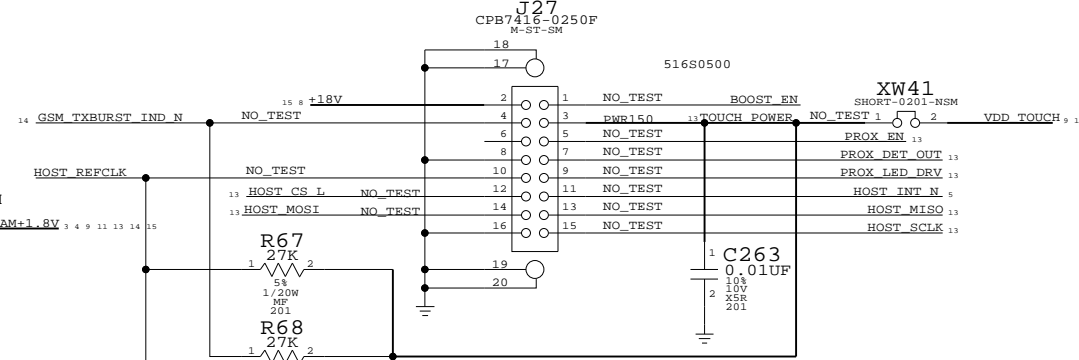 J27
CPB7416-0250F
M-ST-SM
18
17
516S0500
XW41
SHORT-0201-NSM
15 8 +18V 2 1 NO_TEST BOOST_EN
14 GSM_TXBURST_IND_N NO_TEST 4 3 PWR150 13 TOUCH_POWER NO_TEST 1 2 VDD_TOUCH 9 1
6 5 NO_TEST PROX_EN 13
8 7 NO_TEST PROX_DET_OUT 13
HOST_REFCLK NO_TEST 10 9 NO_TEST PROX_LED_DRV 13
13 HOST_CS_L NO_TEST 12 11 NO_TEST HOST_INT_N 5
13 HOST_MOSI NO_TEST 14 13 NO_TEST HOST_MISO 13
AM+1.8V 3 4 9 11 13 14 15
16 15 NO_TEST HOST_SCLK 13
R67
27K
1 2
5%
1/20W
MF
201
19
20
1 C263
0.01UF
10%
10V
2 X5R
201
R68
27K
1 2